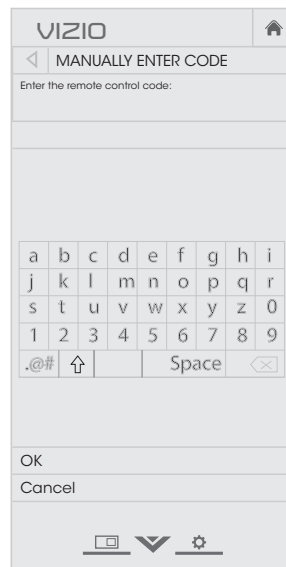 VIZIO
MANUALLY ENTER CODE
Enter the remote control code:
a b c d e f g h i
j k l m n o p q r
s t u v w x y z 0
1 2 3 4 5 6 7 8 9
.@# Space
OK
Cancel